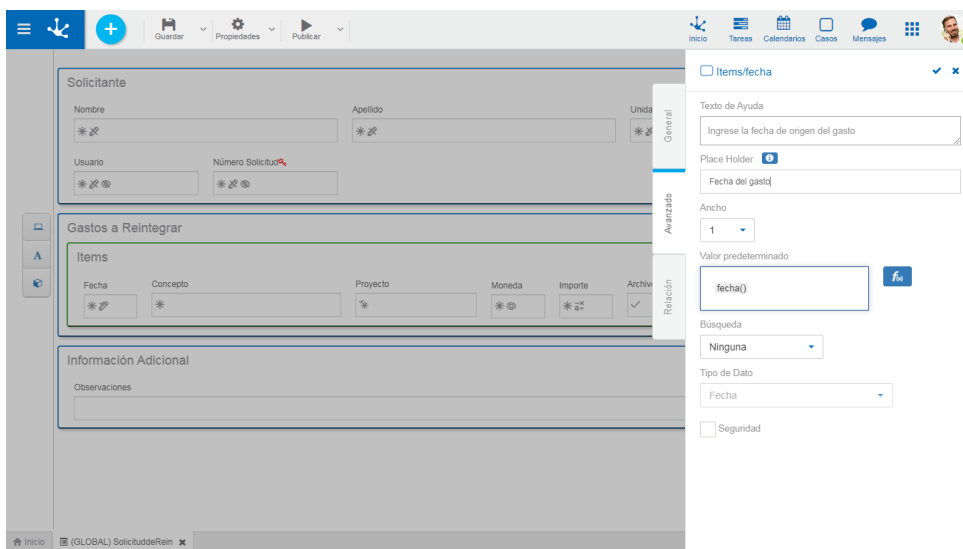 Guardar
Propiedades
Publicar
Inicio
Tareas
Calendarios
Casos
Mensajes
Solicitante
Nombre
Apellido
Usuario
Número Solicitud
Gastos a Reintegrar
Items
Fecha
Concepto
Proyecto
Moneda
Importe
Información Adicional
Observaciones
General
Avanzado
Relación
Items/fecha
Texto de Ayuda
Ingrese la fecha de origen del gasto
Place Holder
Fecha del gasto
Ancho
1
Valor predeterminado
fecha()
f(x)
Búsqueda
Ninguna
Tipo de Dato
Fecha
Seguridad
A
Inicio
(GLOBAL) SolicituddeRein